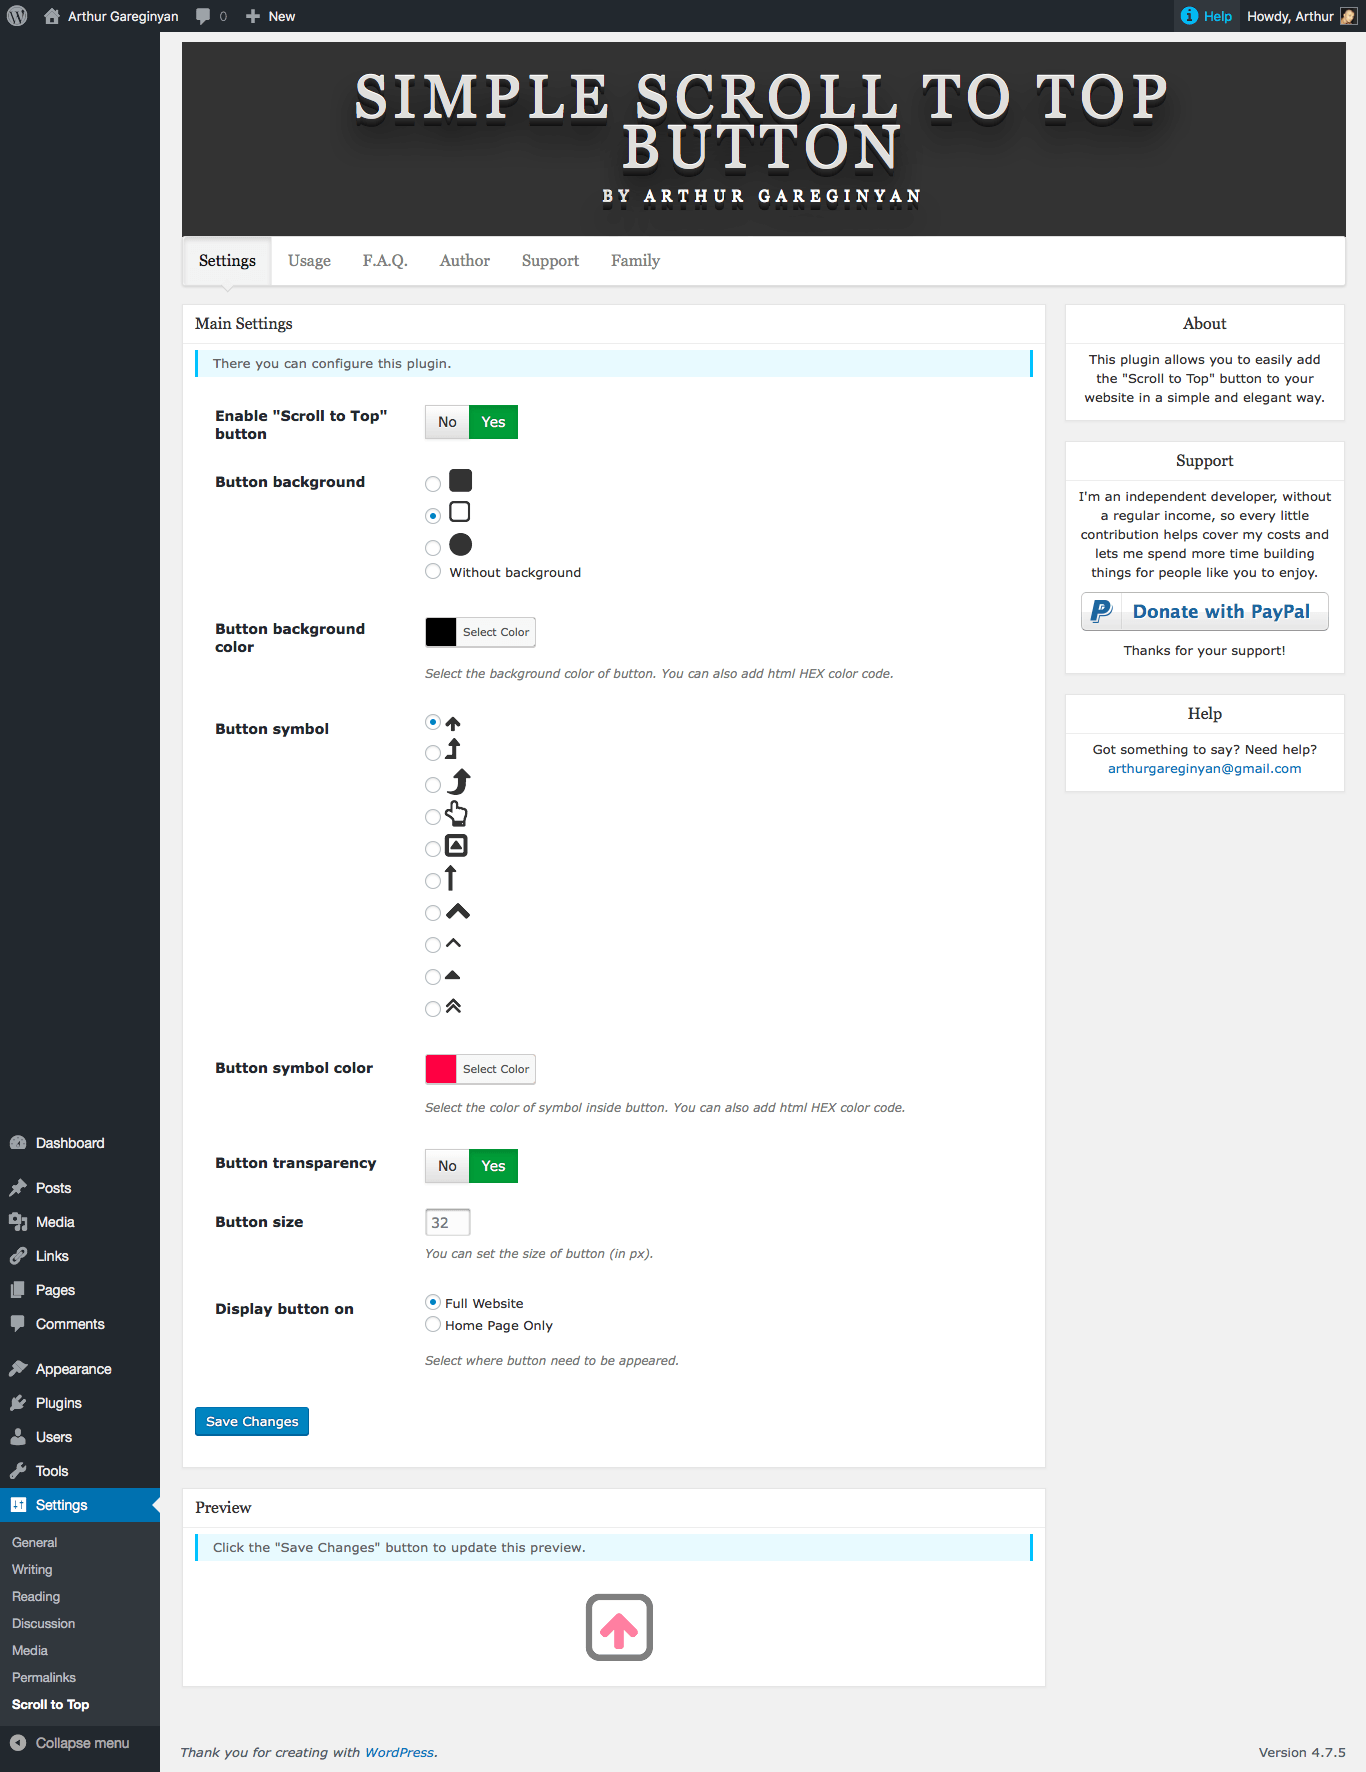 Arthur Gareginyan
0
New
Help
Howdy, Arthur
SIMPLE SCROLL TO TOP
BUTTON
BY ARTHUR GAREGINYAN
Settings
Usage
F.A.Q.
Author
Support
Family
Main Settings
There you can configure this plugin.
Enable "Scroll to Top"
button
No
Yes
Button background
Without background
Button background
color
Select Color
Select the background color of button. You can also add html HEX color code.
Button symbol
Button symbol color
Select Color
Select the color of symbol inside button. You can also add html HEX color code.
Button transparency
No
Yes
Button size
32
You can set the size of button (in px).
Display button on
Full Website
Home Page Only
Select where button need to be appeared.
Save Changes
Preview
Click the "Save Changes" button to update this preview.
About
This plugin allows you to easily add
the "Scroll to Top" button to your
website in a simple and elegant way.
Support
I'm an independent developer, without
a regular income, so every little
contribution helps cover my costs and
lets me spend more time building
things for people like you to enjoy.
Donate with PayPal
Thanks for your support!
Help
Got something to say? Need help?
arthurgareginyan@gmail.com
Dashboard
Posts
Media
Links
Pages
Comments
Appearance
Plugins
Users
Tools
Settings
General
Writing
Reading
Discussion
Media
Permalinks
Scroll to Top
Collapse menu
Thank you for creating with WordPress.
Version 4.7.5